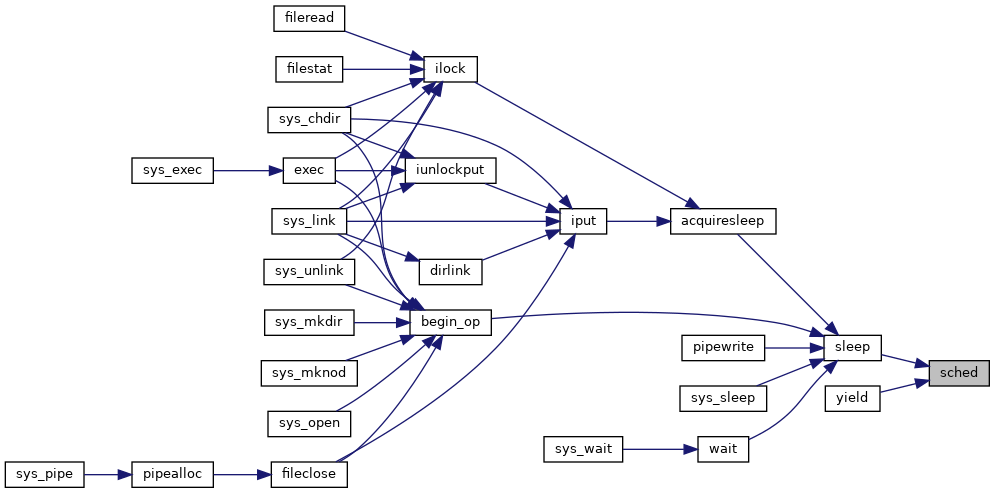 fileread
filestat
ilock
sys_chdir
sys_exec
exec
iunlockput
sys_link
iput
acquiresleep
sys_unlink
dirlink
sys_mkdir
begin_op
pipewrite
sleep
sys_mknod
sched
sys_sleep
yield
sys_open
sys_wait
wait
sys_pipe
pipealloc
fileclose